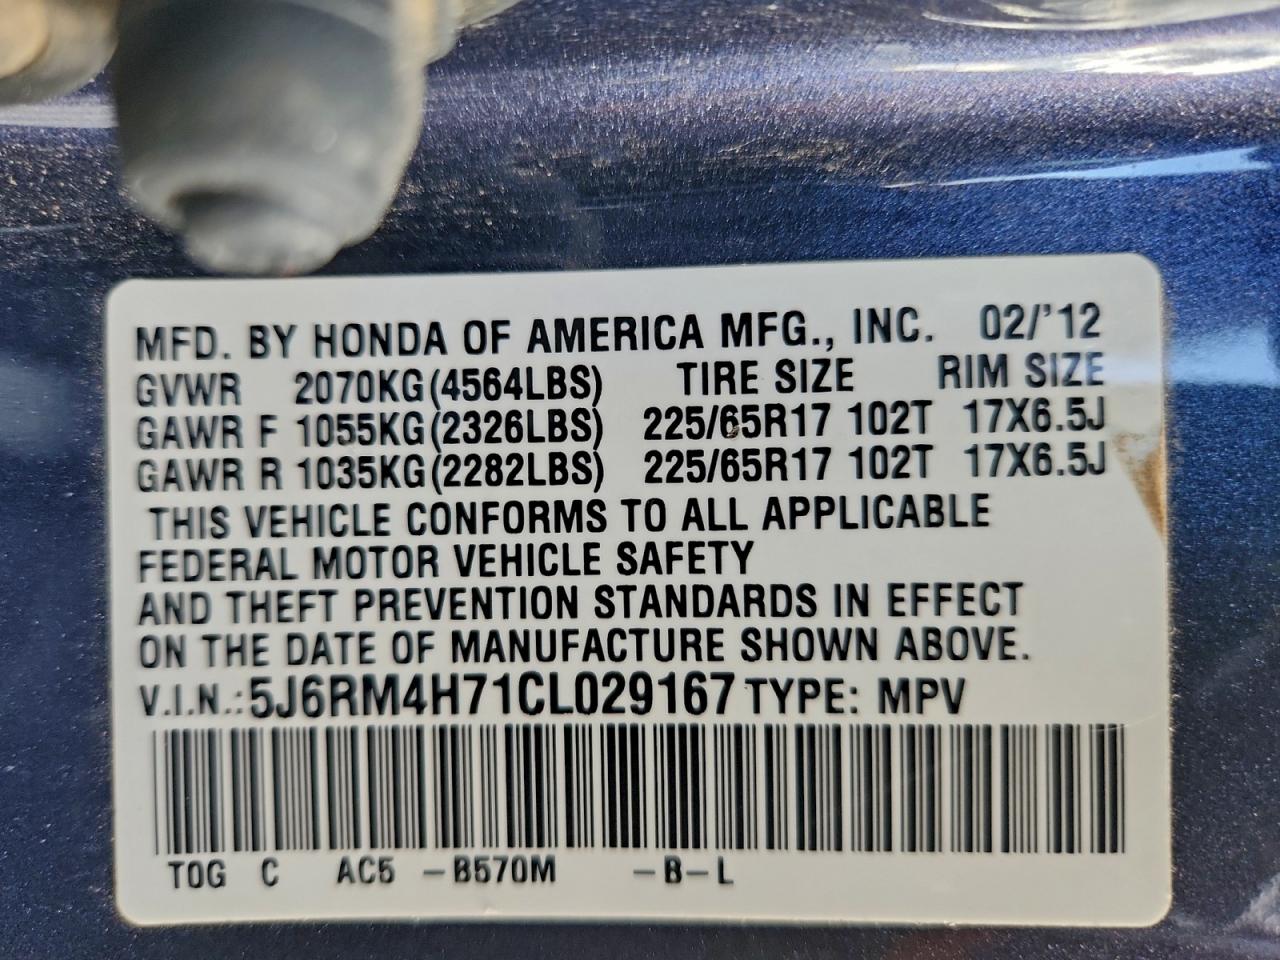 MFD. BY HONDA OF AMERICA MFG., INC. 02/'12
GVWR 2070KG(4564LBS) TIRE SIZE RIM SIZE
GAWR F 1055KG(2326LBS) 225/65R17 102T 17X6.5J
GAWR R 1035KG(2282LBS) 225/65R17 102T 17X6.5J
THIS VEHICLE CONFORMS TO ALL APPLICABLE
FEDERAL MOTOR VEHICLE SAFETY
AND THEFT PREVENTION STANDARDS IN EFFECT
ON THE DATE OF MANUFACTURE SHOWN ABOVE.
V.I.N.:5J6RM4H71CL029167 TYPE: MPV
T0G C AC5 -B570M -B-L